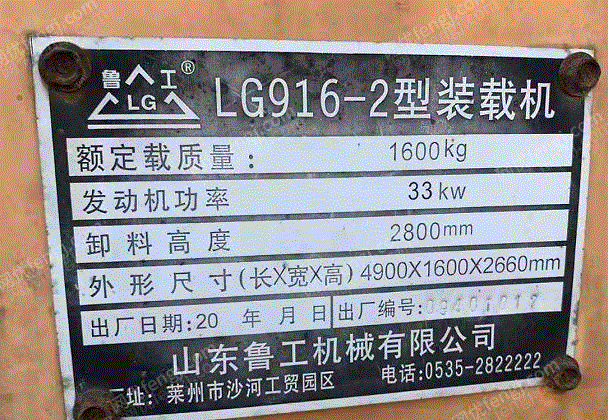 鲁工®
LG
LG916-2型装载机
额定载质量: 1600kg
发动机功率 33kw
卸料高度 2800mm
外形尺寸(长X宽X高) 4900X1600X2660mm
出厂日期:20 年 月 日 出厂编号:
山东鲁工机械有限公司
址: 莱州市沙河工贸园区 电话:0535-2822222